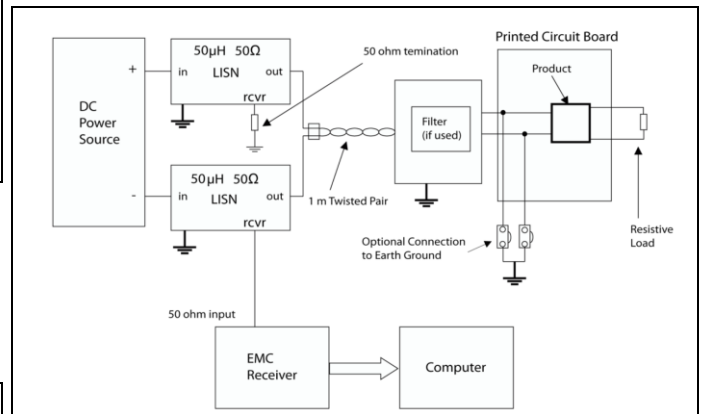 Printed Circuit Board
50µH 50Ω
LISN
in
out
rcvr
+
50 ohm temination
Product
DC
Power
Source
Filter
(if used)
50µH 50Ω
LISN
in
out
rcvr
-
1 m Twisted Pair
Optional Connection
to Earth Ground
Resistive
Load
50 ohm input
EMC
Receiver
Computer